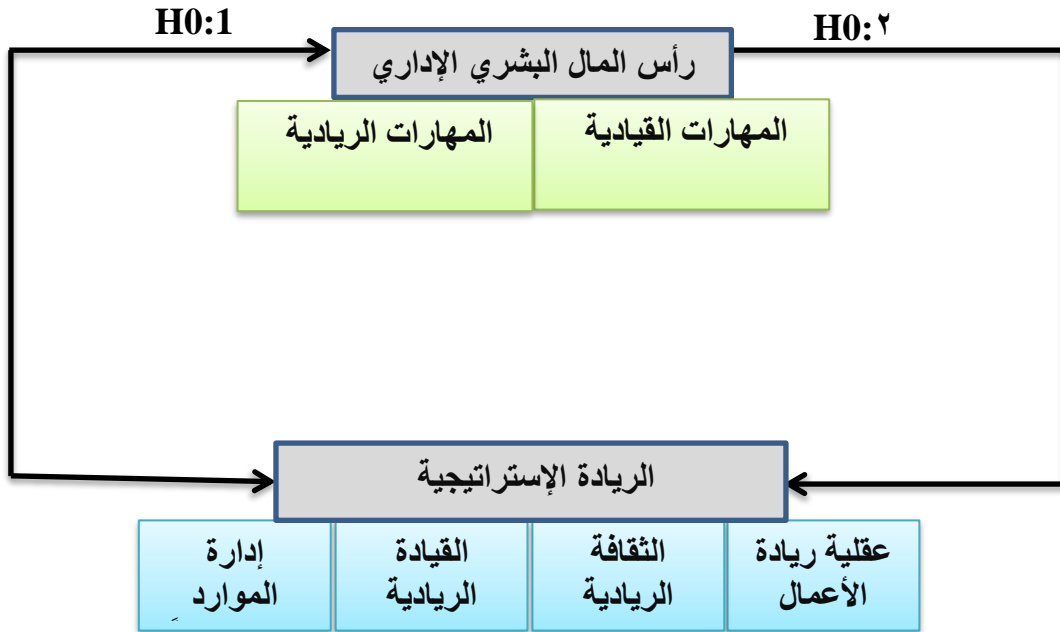 H0:1
H0:٢
رأس المال البشري الإداري
المهارات القيادية
المهارات الريادية
الريادة الإستراتيجية
عقلية ريادة
الأعمال
الثقافة
الريادية
القيادة
الريادية
إدارة
الموارد